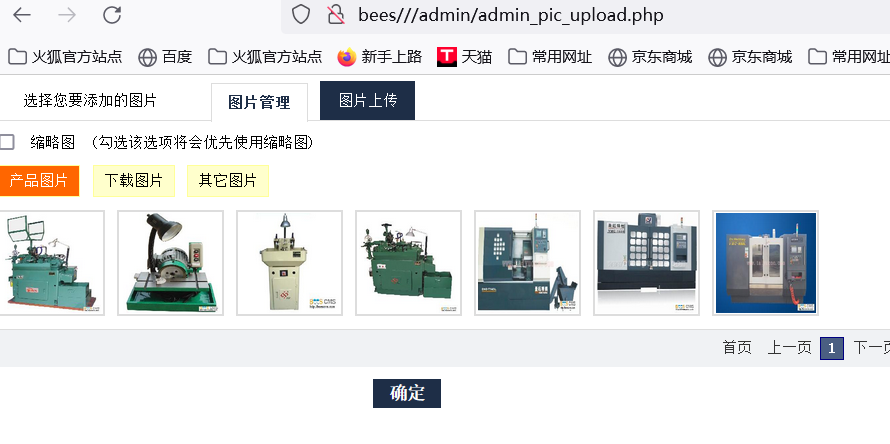 bees///admin/admin_pic_upload.php
火狐官方站点 百度 火狐官方站点 新手上路 天猫 常用网址 京东商城 京东商城 常用网址
选择您要添加的图片 图片管理 图片上传
缩略图 (勾选该选项将会优先使用缩略图)
产品图片 下载图片 其它图片
首页 上一页 1 下一页
确定